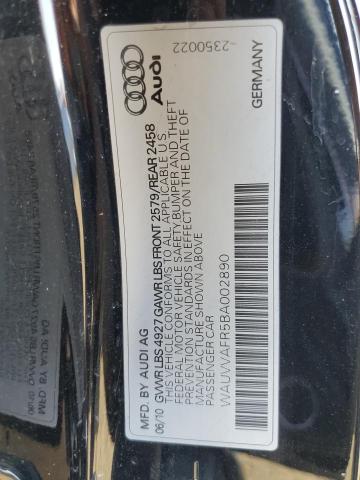 Audi
-2350022
MFD. BY AUDI AG
GERMANY
06/10 GVWR LBS 4927 GAWR LBS FRONT 2579/REAR 2458
THIS VEHICLE CONFORMS TO ALL APPLICABLE U S
FEDERAL MOTOR VEHICLE SAFETY, BUMPER AND THEFT
PREVENTION STANDARDS IN EFFECT ON THE DATE OF
MANUFACTURE SHOWN ABOVE
PASSENGER CAR
WAUVVAFR5BA002890